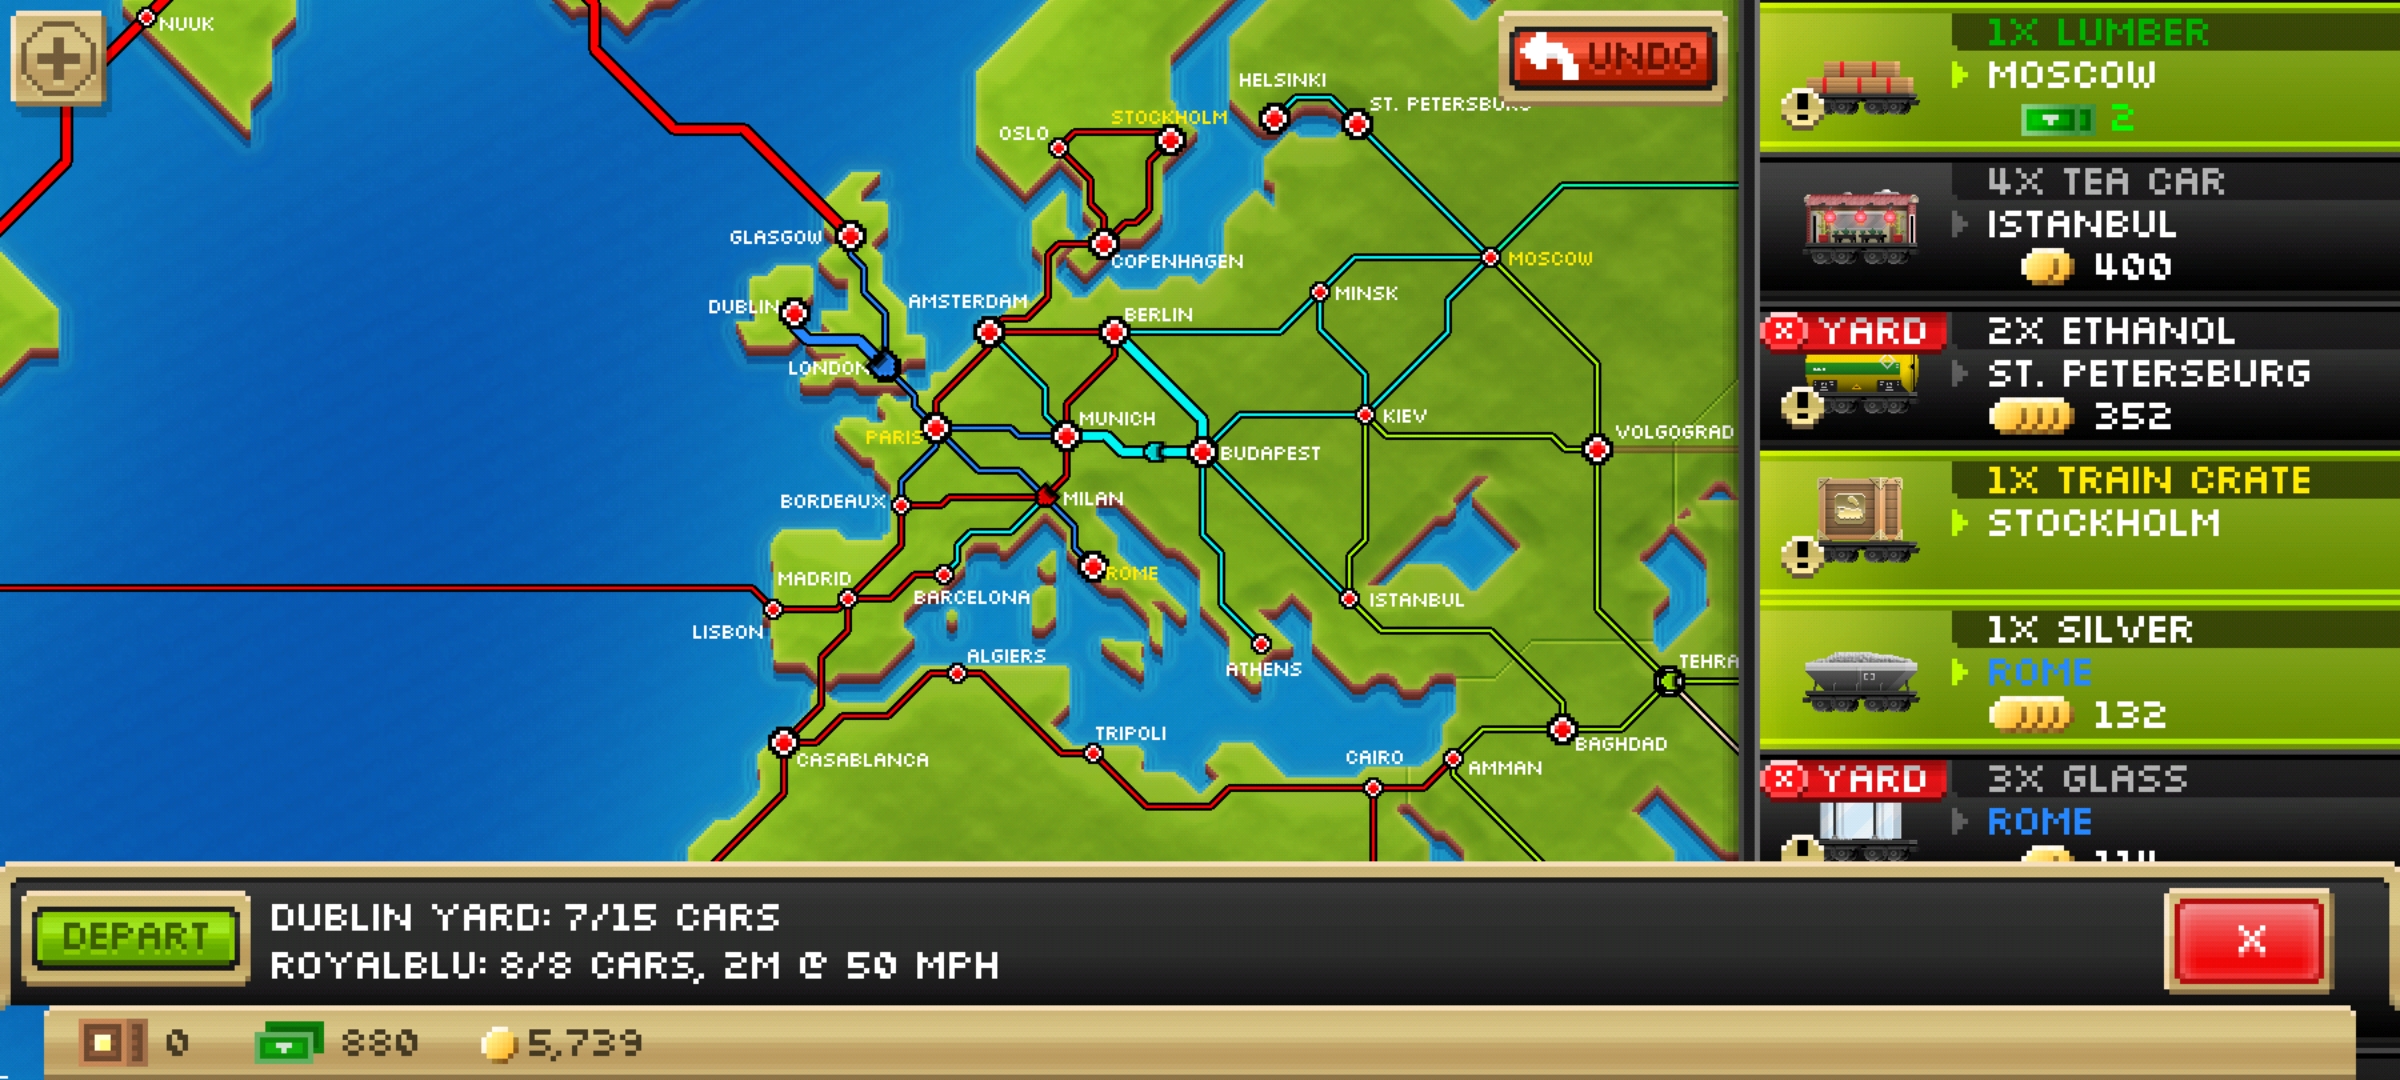 NUUK
UNDO
HELSINKI
ST. PETERSBURG
STOCKHOLM
OSLO
GLASGOW
COPENHAGEN
MOSCOW
MINSK
DUBLIN
AMSTERDAM
BERLIN
LONDON
PARIS
MUNICH
KIEV
BUDAPEST
VOLGOGRAD
BORDEAUX
MILAN
MADRID
ROME
BARCELONA
ISTANBUL
LISBON
ALGIERS
ATHENS
TEHRA
TRIPOLI
CASABLANCA
CAIRO
AMMAN
BAGHDAD
1X LUMBER
MOSCOW
2
4X TEA CAR
ISTANBUL
400
YARD
2X ETHANOL
ST. PETERSBURG
352
1X TRAIN CRATE
STOCKHOLM
1X SILVER
ROME
132
YARD
3X GLASS
ROME
DEPART
DUBLIN YARD: 7/15 CARS
ROYALBLU: 8/8 CARS, 2M @ 50 MPH
X
0
880
5,739